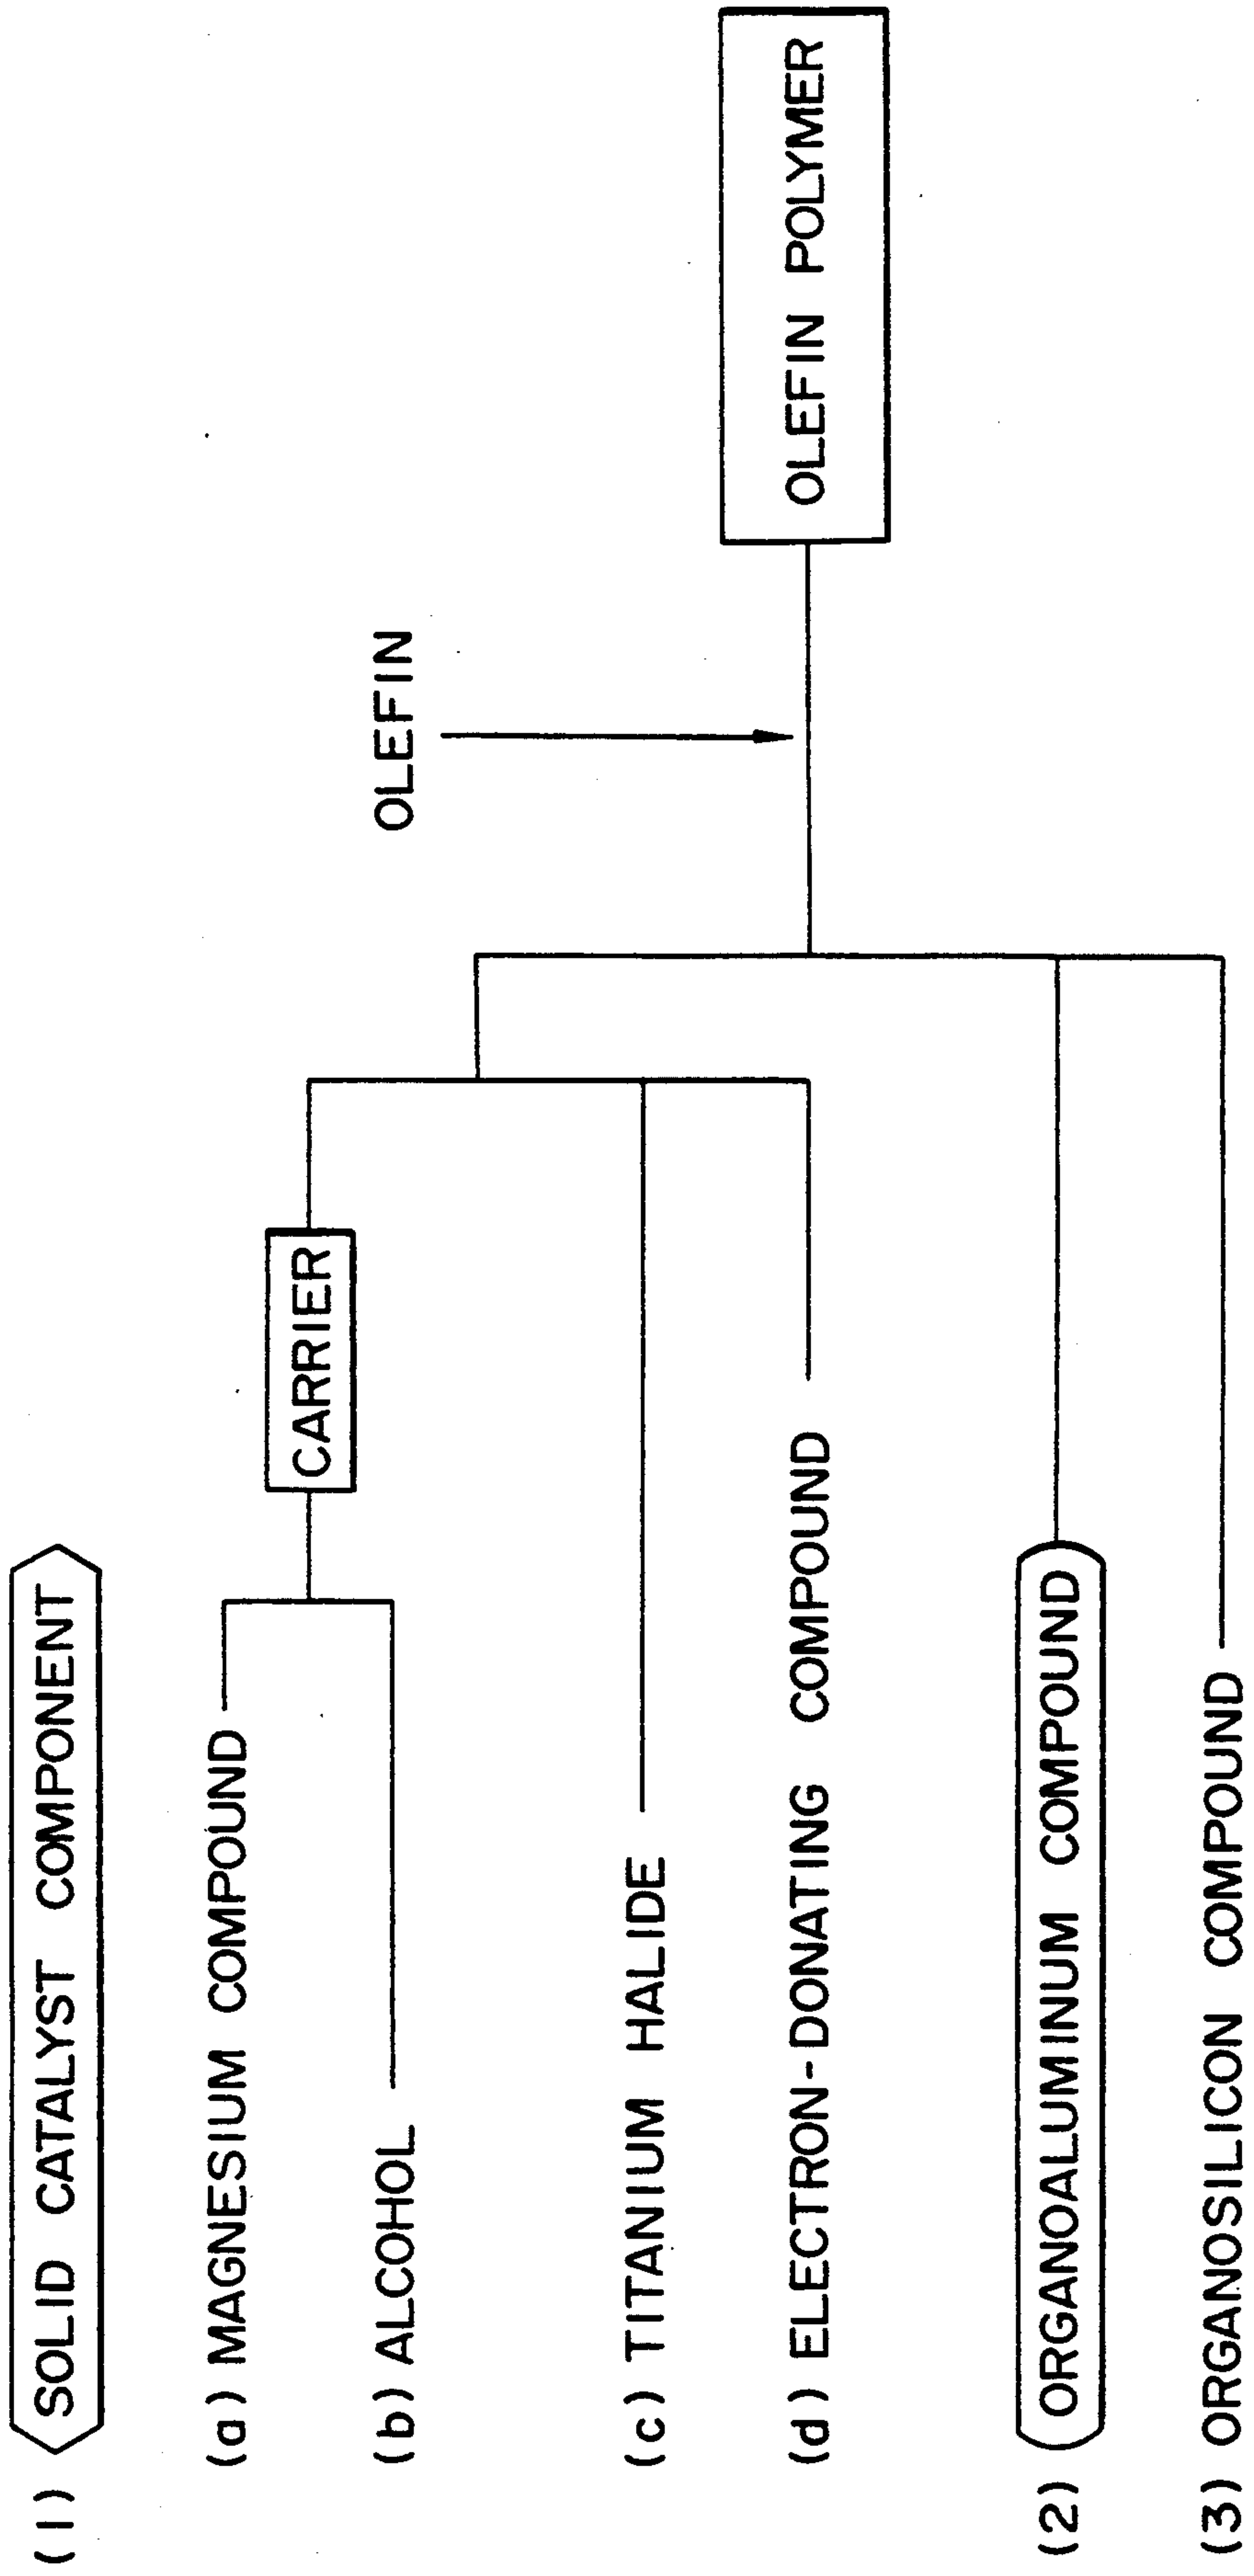 (1) SOLID CATALYST COMPONENT
(a) MAGNESIUM COMPOUND
(b) ALCOHOL
CARRIER
(c) TITANIUM HALIDE
(d) ELECTRON-DONATING COMPOUND
(2) ORGANOALUMINUM COMPOUND
(3) ORGANOSILICON COMPOUND
OLEFIN
OLEFIN POLYMER